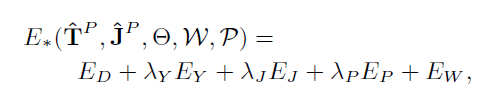 E_*(\hat{\mathbf{T}}^P, \hat{\mathbf{J}}^P, \Theta, \mathcal{W}, \mathcal{P}) =
E_D + \lambda_Y E_Y + \lambda_J E_J + \lambda_P E_P + E_W,